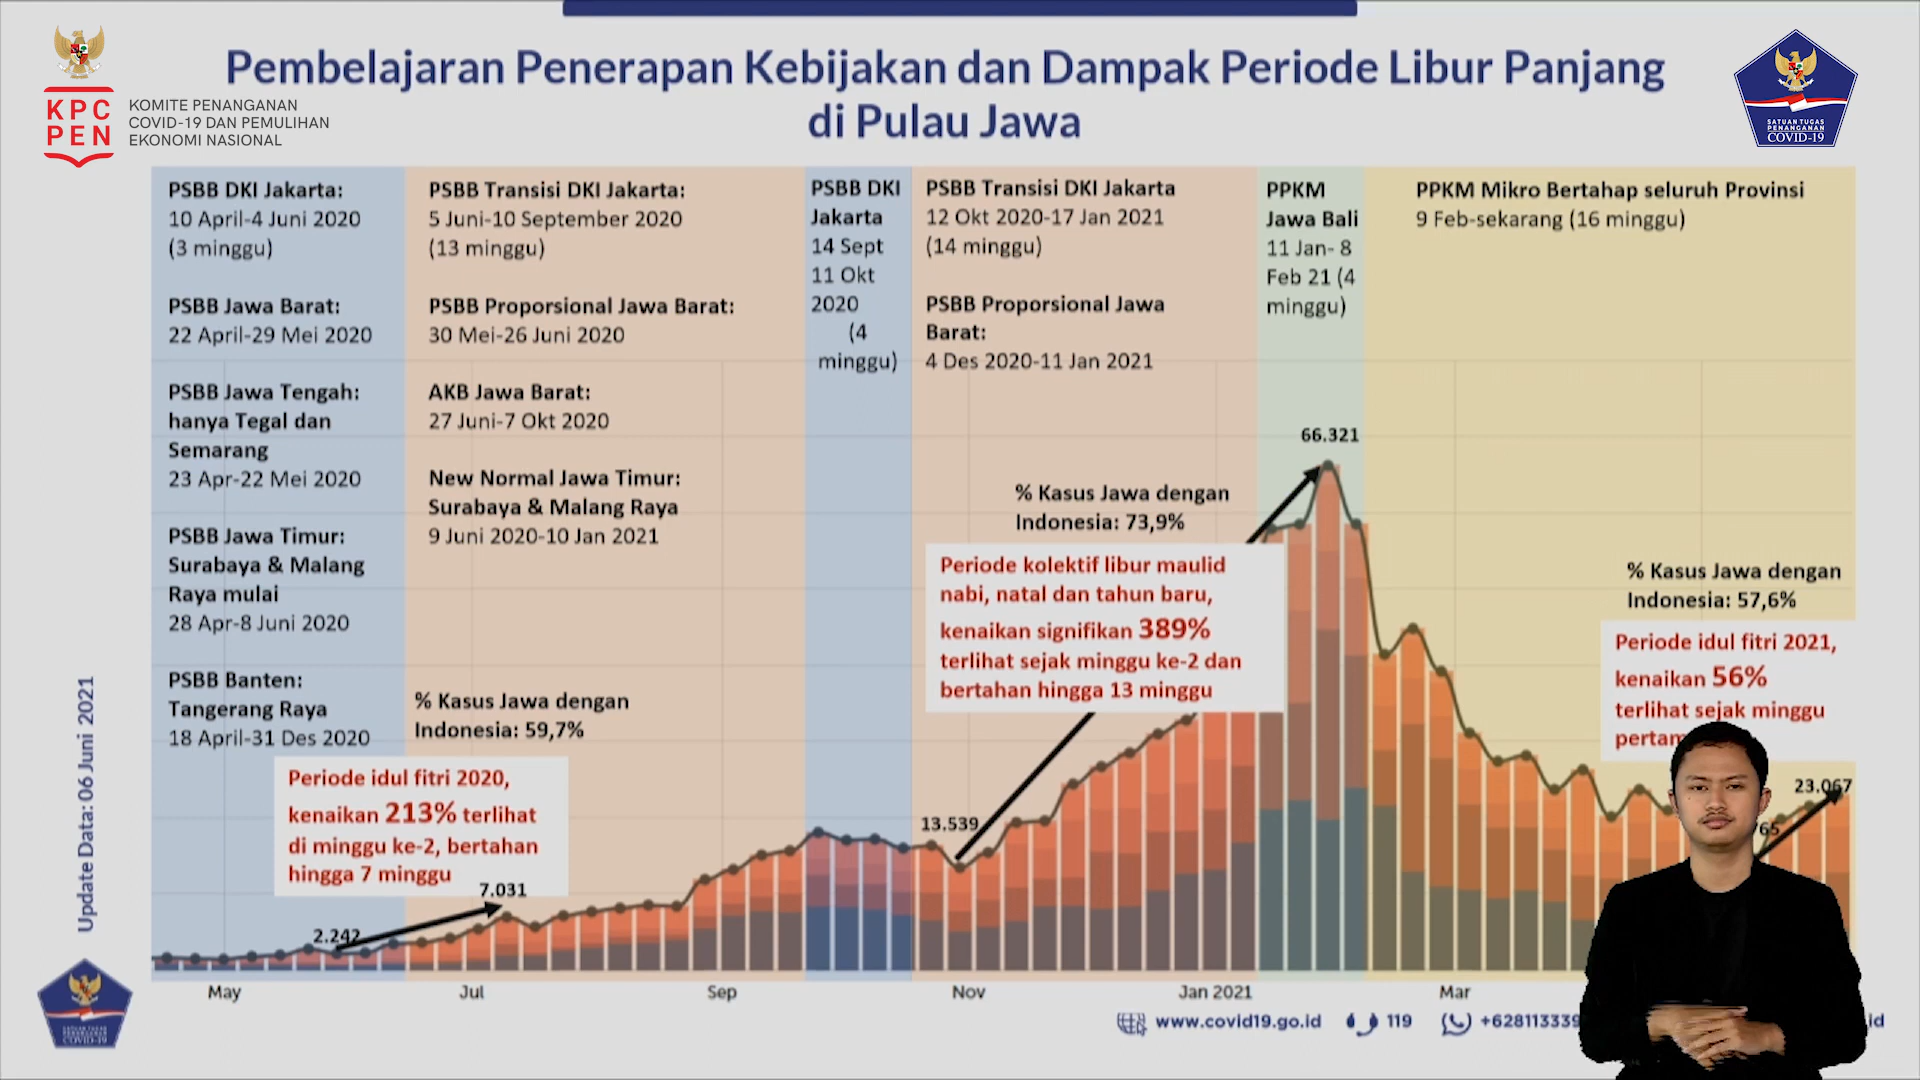 Pembelajaran Penerapan Kebijakan dan Dampak Periode Libur Panjang
di Pulau Jawa
KPC
PEN
KOMITE PENANGANAN
COVID-19 DAN PEMULIHAN
EKONOMI NASIONAL
SATUAN TUGAS
PENANGANAN
COVID-19
PSBB DKI Jakarta:
10 April-4 Juni 2020
(3 minggu)
PSBB Jawa Barat:
22 April-29 Mei 2020
PSBB Jawa Tengah:
hanya Tegal dan
Semarang
23 Apr-22 Mei 2020
PSBB Jawa Timur:
Surabaya & Malang
Raya mulai
28 Apr-8 Juni 2020
PSBB Banten:
Tangerang Raya
18 April-31 Des 2020
PSBB Transisi DKI Jakarta:
5 Juni-10 September 2020
(13 minggu)
PSBB Proporsional Jawa Barat:
30 Mei-26 Juni 2020
AKB Jawa Barat:
27 Juni-7 Okt 2020
New Normal Jawa Timur:
Surabaya & Malang Raya
9 Juni 2020-10 Jan 2021
% Kasus Jawa dengan
Indonesia: 59,7%
Periode idul fitri 2020,
kenaikan 213% terlihat
di minggu ke-2, bertahan
hingga 7 minggu
2.242
7.031
PSBB DKI
Jakarta
14 Sept
11 Okt
2020
(4
minggu)
PSBB Transisi DKI Jakarta
12 Okt 2020-17 Jan 2021
(14 minggu)
PSBB Proporsional Jawa
Barat:
4 Des 2020-11 Jan 2021
% Kasus Jawa dengan
Indonesia: 73,9%
Periode kolektif libur maulid
nabi, natal dan tahun baru,
kenaikan signifikan 389%
terlihat sejak minggu ke-2 dan
bertahan hingga 13 minggu
13.539
PPKM
Jawa Bali
11 Jan- 8
Feb 21 (4
minggu)
66.321
PPKM Mikro Bertahap seluruh Provinsi
9 Feb-sekarang (16 minggu)
% Kasus Jawa dengan
Indonesia: 57,6%
Periode idul fitri 2021,
kenaikan 56%
terlihat sejak minggu
pertam
23.067
765
Update Data: 06 Juni 2021
May
Jul
Sep
Nov
Jan 2021
Mar
SATUAN TUGAS
PENANGANAN
COVID-19
www.covid19.go.id
119
+628113339
id